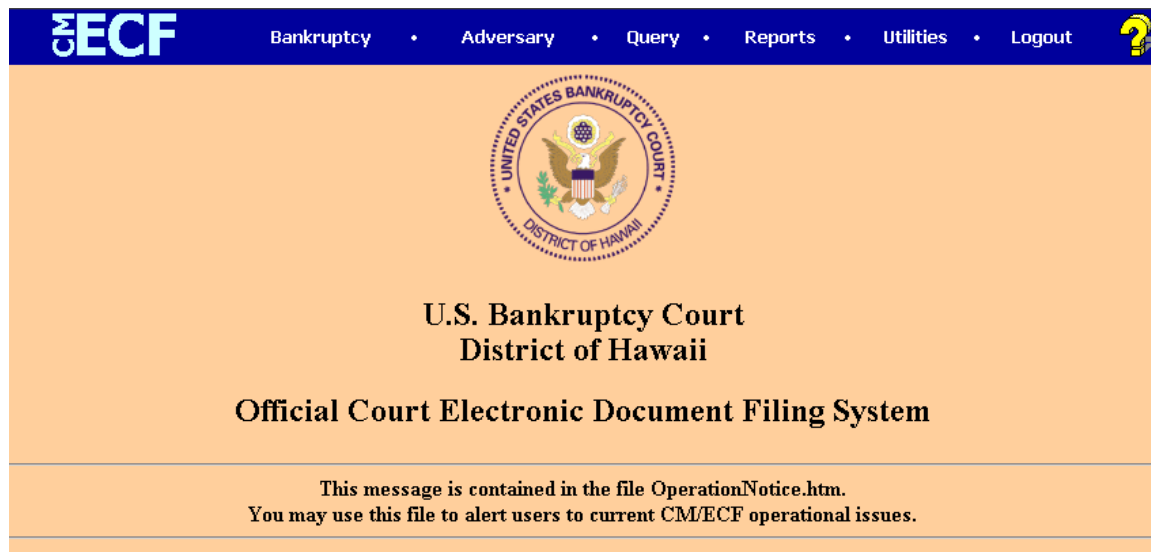 CM ECF Bankruptcy • Adversary • Query • Reports • Utilities • Logout ?
UNITED STATES BANKRUPTCY COURT
DISTRICT OF HAWAII
U.S. Bankruptcy Court
District of Hawaii
Official Court Electronic Document Filing System
This message is contained in the file OperationNotice.htm.
You may use this file to alert users to current CM/ECF operational issues.